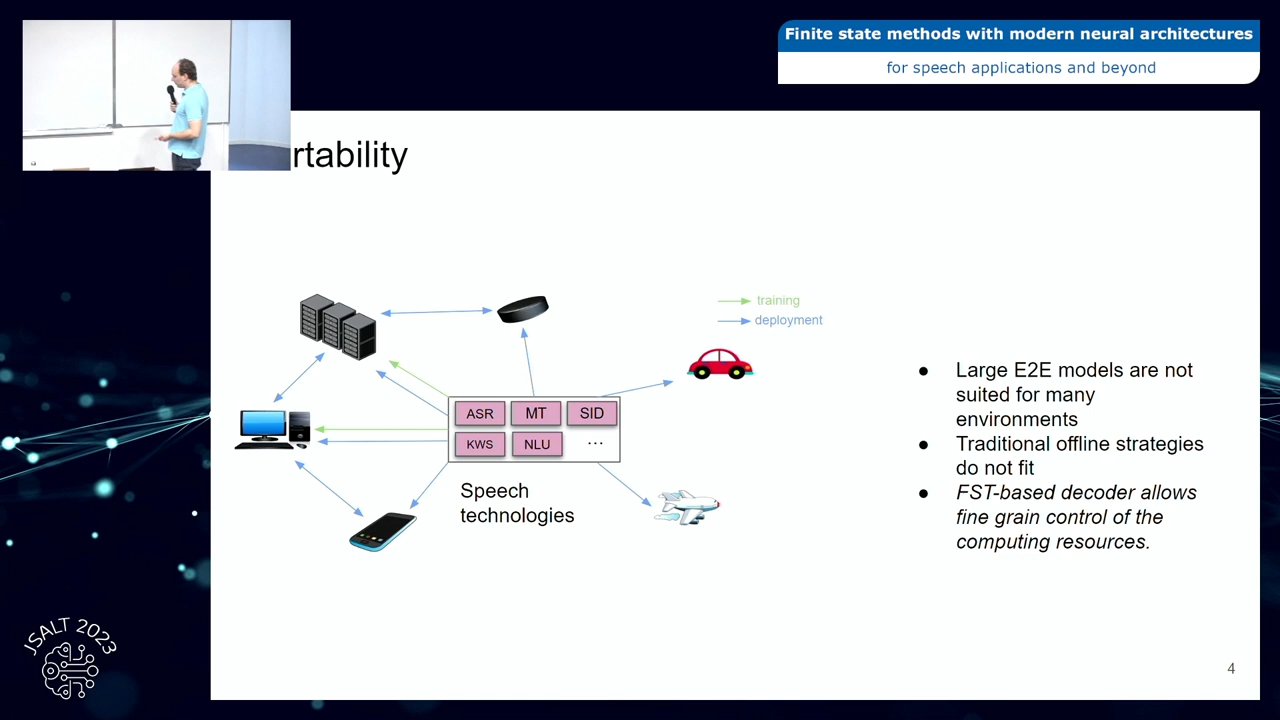 Finite state methods with modern neural architectures
for speech applications and beyond
rtability
training
deployment
ASR
MT
SID
KWS
NLU
...
Speech
technologies
● Large E2E models are not
suited for many
environments
● Traditional offline strategies
do not fit
● FST-based decoder allows
fine grain control of the
computing resources.
JSALT 2023
4